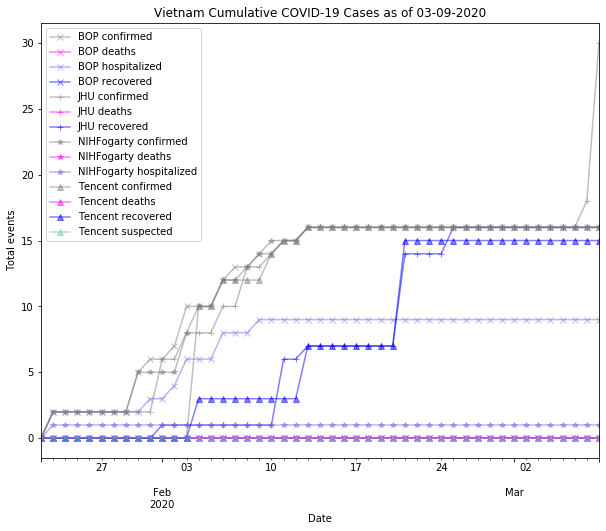 Vietnam Cumulative COVID-19 Cases as of 03-09-2020
BOP confirmed
BOP deaths
BOP hospitalized
BOP recovered
JHU confirmed
JHU deaths
JHU recovered
NIHFogarty confirmed
NIHFogarty deaths
NIHFogarty hospitalized
Tencent confirmed
Tencent deaths
Tencent recovered
Tencent suspected
Total events
30
25
20
15
10
5
0
27 03 10 17 24 02
Feb Mar
2020
Date